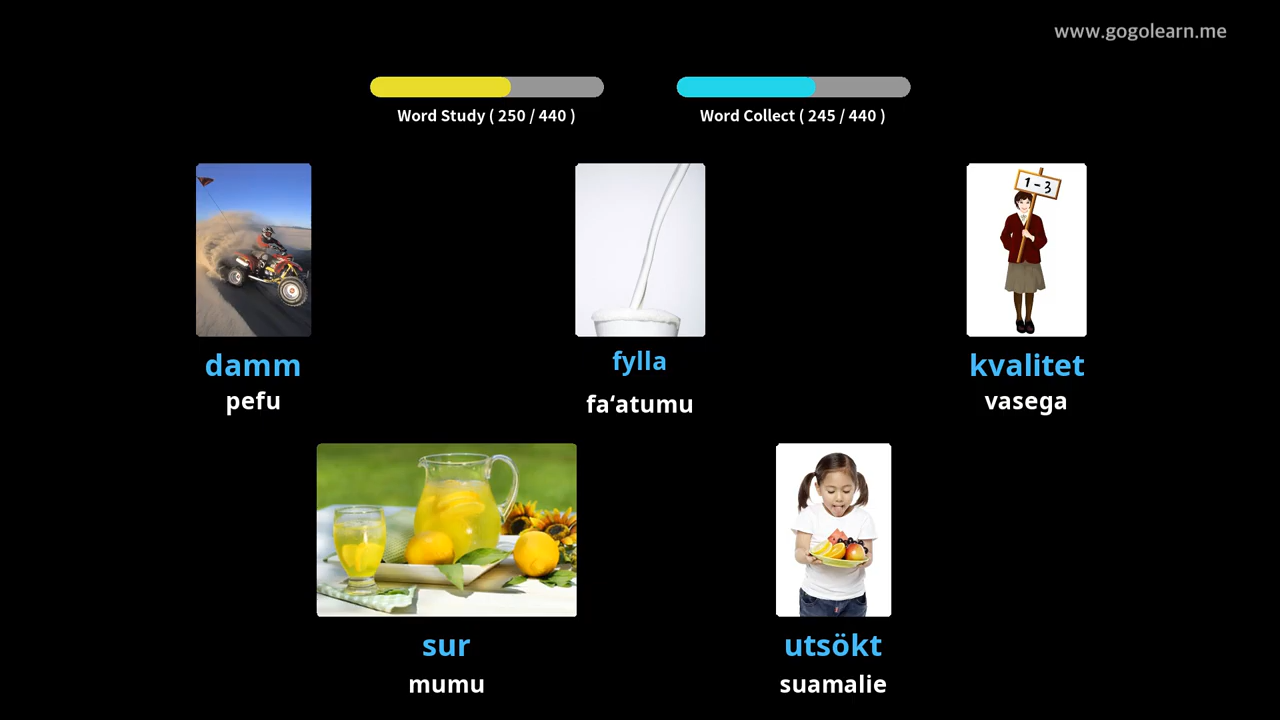 www.gogolearn.me
Word Study ( 250 / 440 )
Word Collect ( 245 / 440 )
1 - 3
damm
pefu
fylla
fa‘atumu
kvalitet
vasega
sur
mumu
utsökt
suamalie